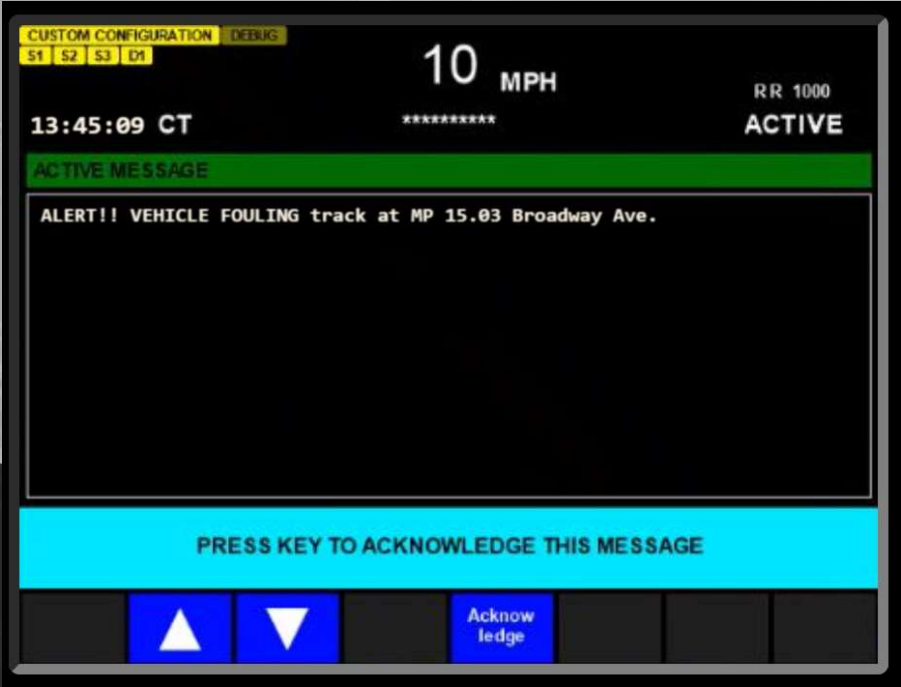 CUSTOM CONFIGURATION DEBUG
S1 S2 S3 D1
10 MPH
RR 1000
13:45:09 CT
**********
ACTIVE
ACTIVE MESSAGE
ALERT!! VEHICLE FOULING track at MP 15.03 Broadway Ave.
PRESS KEY TO ACKNOWLEDGE THIS MESSAGE
Acknow
ledge